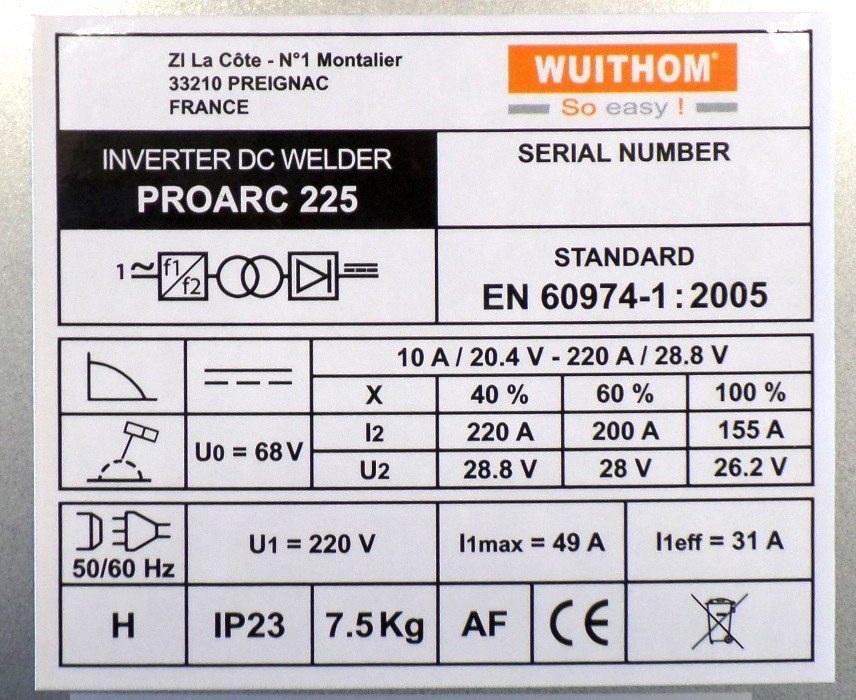 ZI La Côte - N°1 Montalier
33210 PREIGNAC
FRANCE
WUITHOM®
So easy !
INVERTER DC WELDER
PROARC 225
SERIAL NUMBER
1~ f1/f2
STANDARD
EN 60974-1 : 2005
10 A / 20.4 V - 220 A / 28.8 V
X 40 % 60 % 100 %
U0 = 68 V
I2 220 A 200 A 155 A
U2 28.8 V 28 V 26.2 V
50/60 Hz
U1 = 220 V
I1max = 49 A
I1eff = 31 A
H IP23 7.5 Kg AF CE